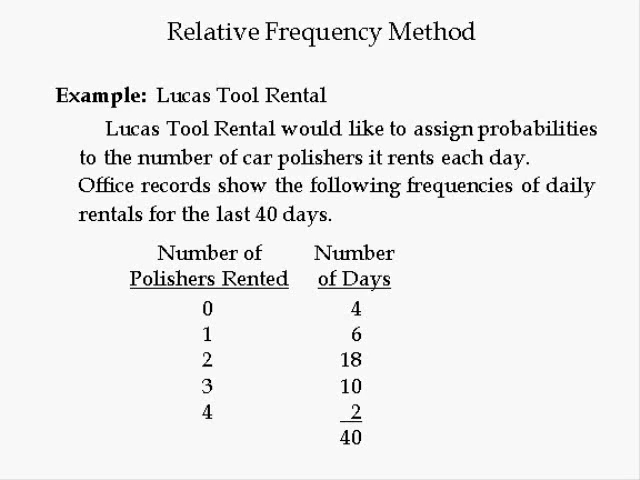 Relative Frequency Method
Example: Lucas Tool Rental
Lucas Tool Rental would like to assign probabilities
to the number of car polishers it rents each day.
Office records show the following frequencies of daily
rentals for the last 40 days.
Number of Number
Polishers Rented of Days
0 4
1 6
2 18
3 10
4 2
40